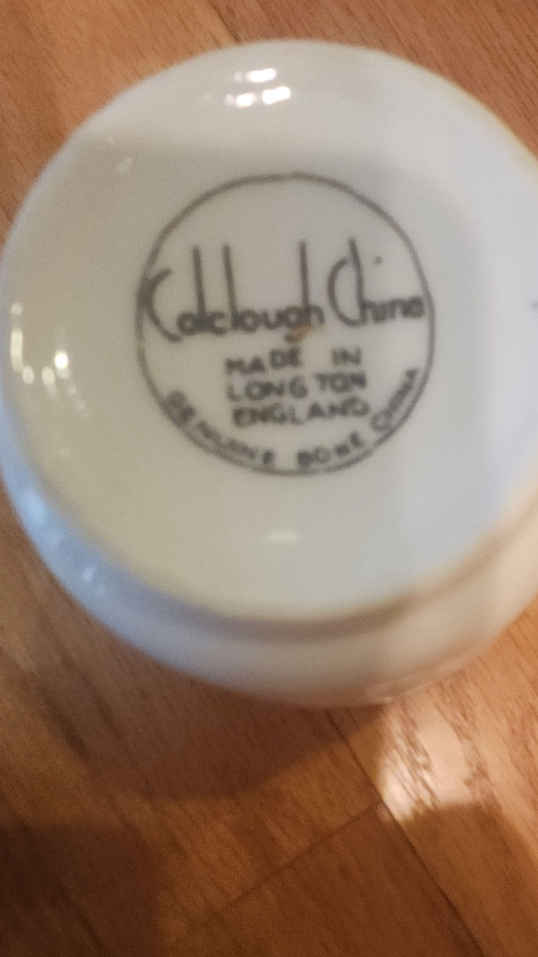 Colclough China
MADE IN
LONGTON
ENGLAND
GENUINE BONE CHINA